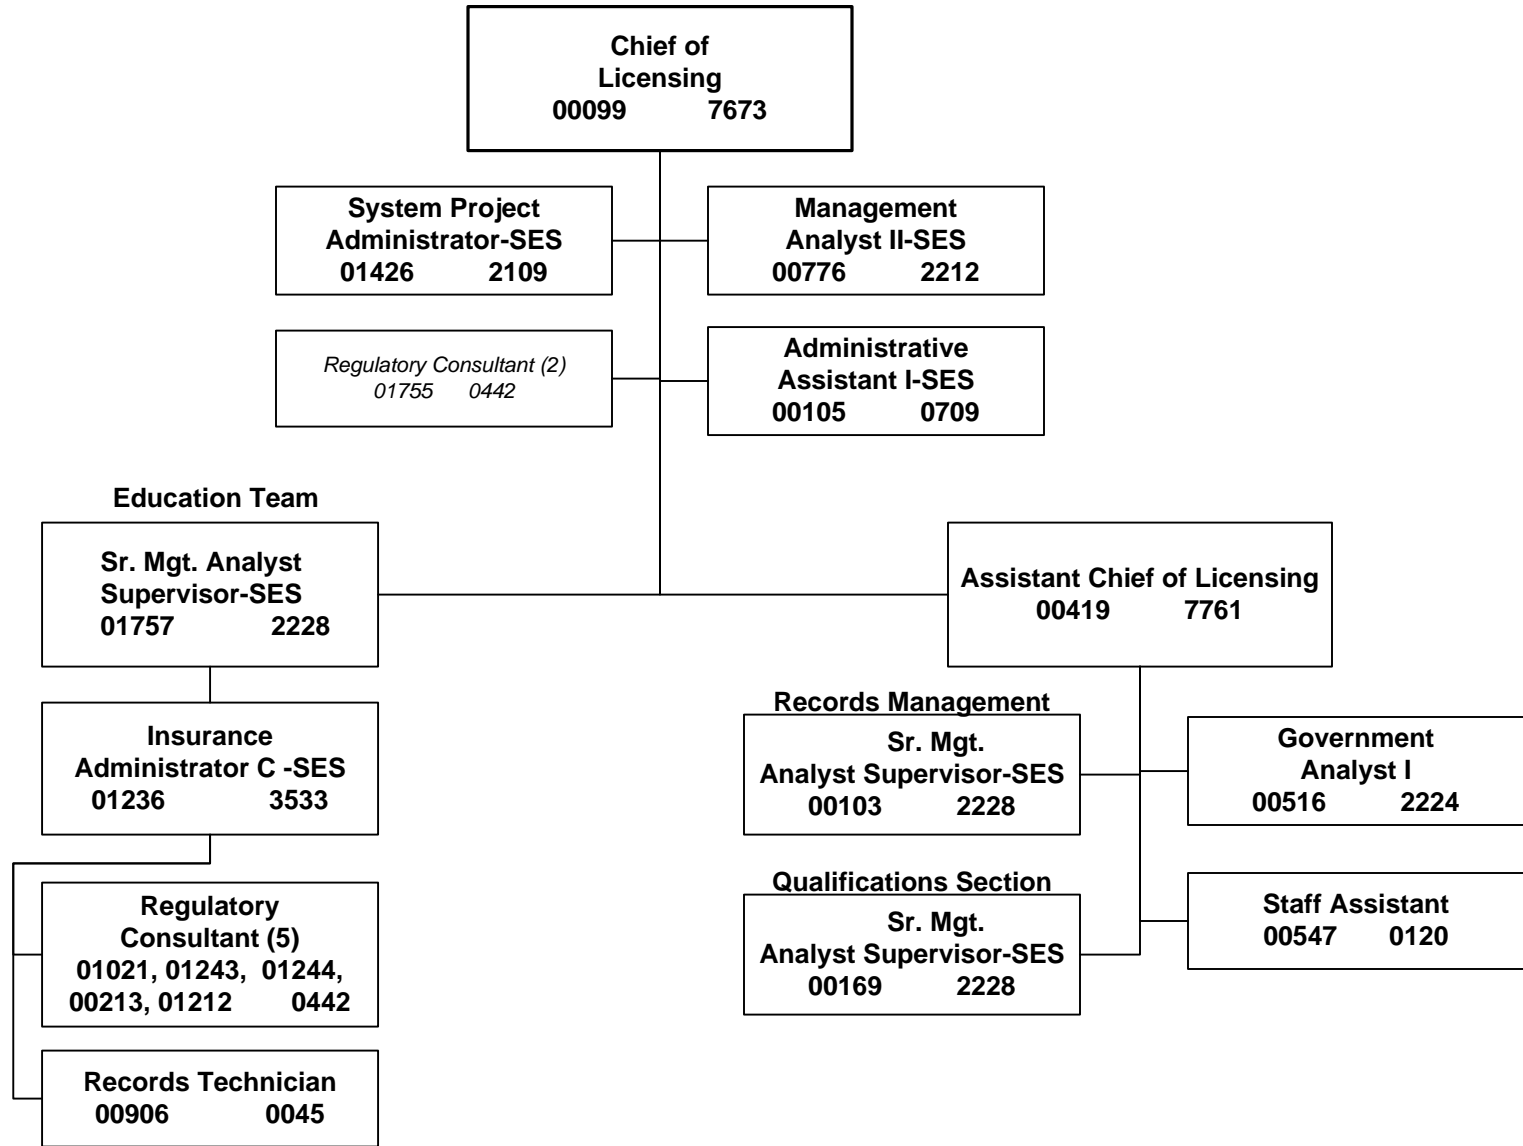 Chief of
Licensing
00099 7673
System Project
Administrator-SES
01426 2109
Management
Analyst II-SES
00776 2212
Regulatory Consultant (2)
01755 0442
Administrative
Assistant I-SES
00105 0709
Education Team
Sr. Mgt. Analyst
Supervisor-SES
01757 2228
Assistant Chief of Licensing
00419 7761
Insurance
Administrator C -SES
01236 3533
Regulatory
Consultant (5)
01021, 01243, 01244,
00213, 01212 0442
Records Technician
00906 0045
Records Management
Sr. Mgt.
Analyst Supervisor-SES
00103 2228
Government
Analyst I
00516 2224
Qualifications Section
Sr. Mgt.
Analyst Supervisor-SES
00169 2228
Staff Assistant
00547 0120